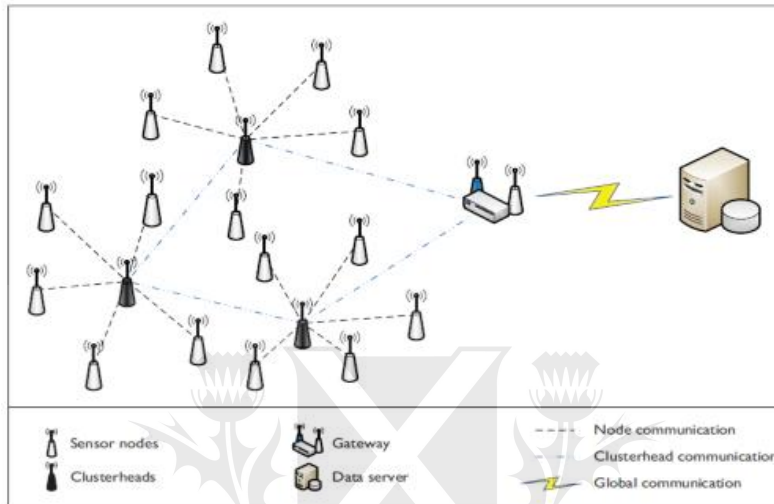 Sensor nodes
Clusterheads
Gateway
Data server
Node communication
Clusterhead communication
Global communication